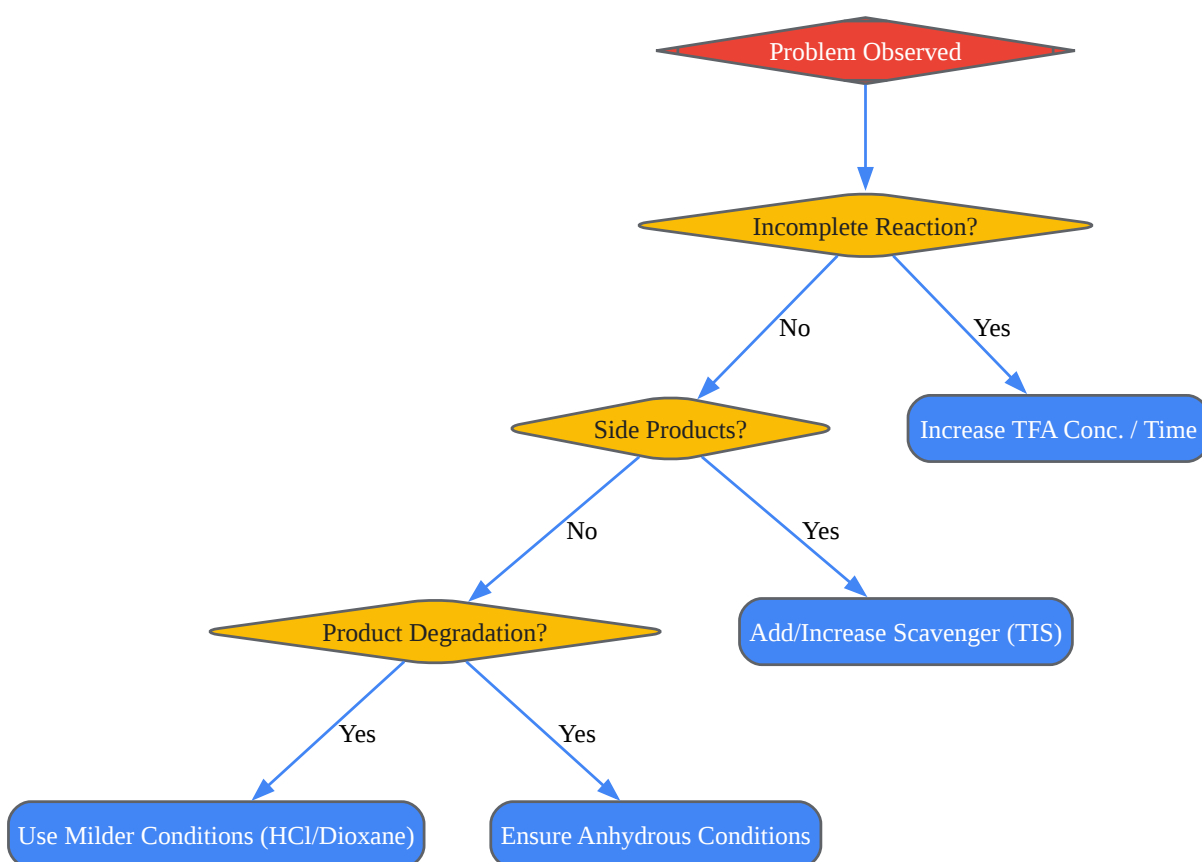 Problem Observed
Incomplete Reaction?
No
Yes
Side Products?
Increase TFA Conc. / Time
No
Yes
Product Degradation?
Add/Increase Scavenger (TIS)
Yes
Yes
Use Milder Conditions (HCl/Dioxane)
Ensure Anhydrous Conditions